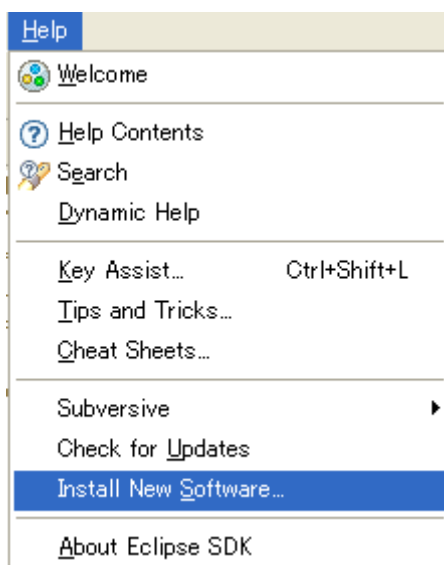 Help
Welcome
Help Contents
Search
Dynamic Help
Key Assist... Ctrl+Shift+L
Tips and Tricks...
Cheat Sheets...
Subversive
Check for Updates
Install New Software...
About Eclipse SDK